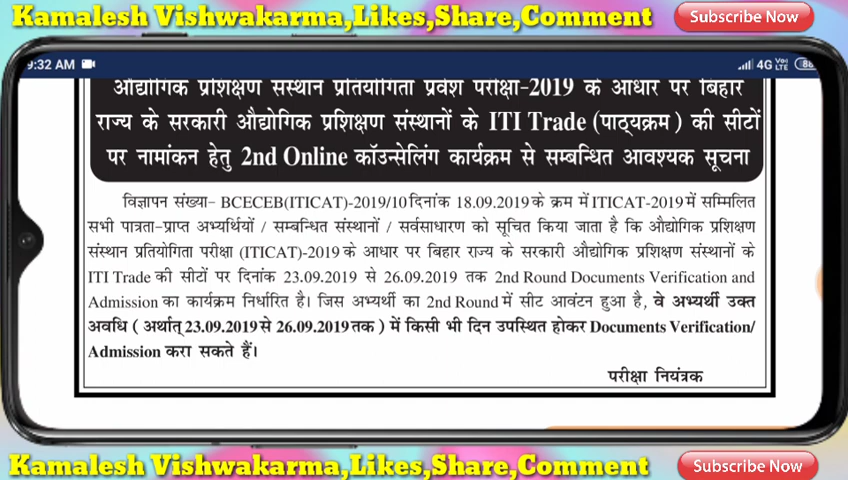 Kamalesh Vishwakarma,Likes,Share,Comment
Subscribe Now
9:32 AM
4G VoLTE
औद्योगिक प्रशिक्षण संस्थान प्रतियोगिता प्रवेश परीक्षा-2019 के आधार पर बिहार
राज्य के सरकारी औद्योगिक प्रशिक्षण संस्थानों के ITI Trade (पाठ्यक्रम ) की सीटों
पर नामांकन हेतु 2nd Online कॉउन्सेलिंग कार्यक्रम से सम्बन्धित आवश्यक सूचना
विज्ञापन संख्या- BCECEB(ITICAT)-2019/10 दिनांक 18.09.2019 के क्रम में ITICAT-2019 में सम्मिलित
सभी पात्रता-प्राप्त अभ्यर्थियों / सम्बन्धित संस्थानों / सर्वसाधारण को सूचित किया जाता है कि औद्योगिक प्रशिक्षण
संस्थान प्रतियोगिता परीक्षा (ITICAT)-2019 के आधार पर बिहार राज्य के सरकारी औद्योगिक प्रशिक्षण संस्थानों के
ITI Trade की सीटों पर दिनांक 23.09.2019 से 26.09.2019 तक 2nd Round Documents Verification and
Admission का कार्यक्रम निर्धारित है। जिस अभ्यर्थी का 2nd Round में सीट आवंटन हुआ है, वे अभ्यर्थी उक्त
अवधि ( अर्थात् 23.09.2019 से 26.09.2019 तक ) में किसी भी दिन उपस्थित होकर Documents Verification/
Admission करा सकते हैं।
परीक्षा नियंत्रक
Kamalesh Vishwakarma,Likes,Share,Comment
Subscribe Now